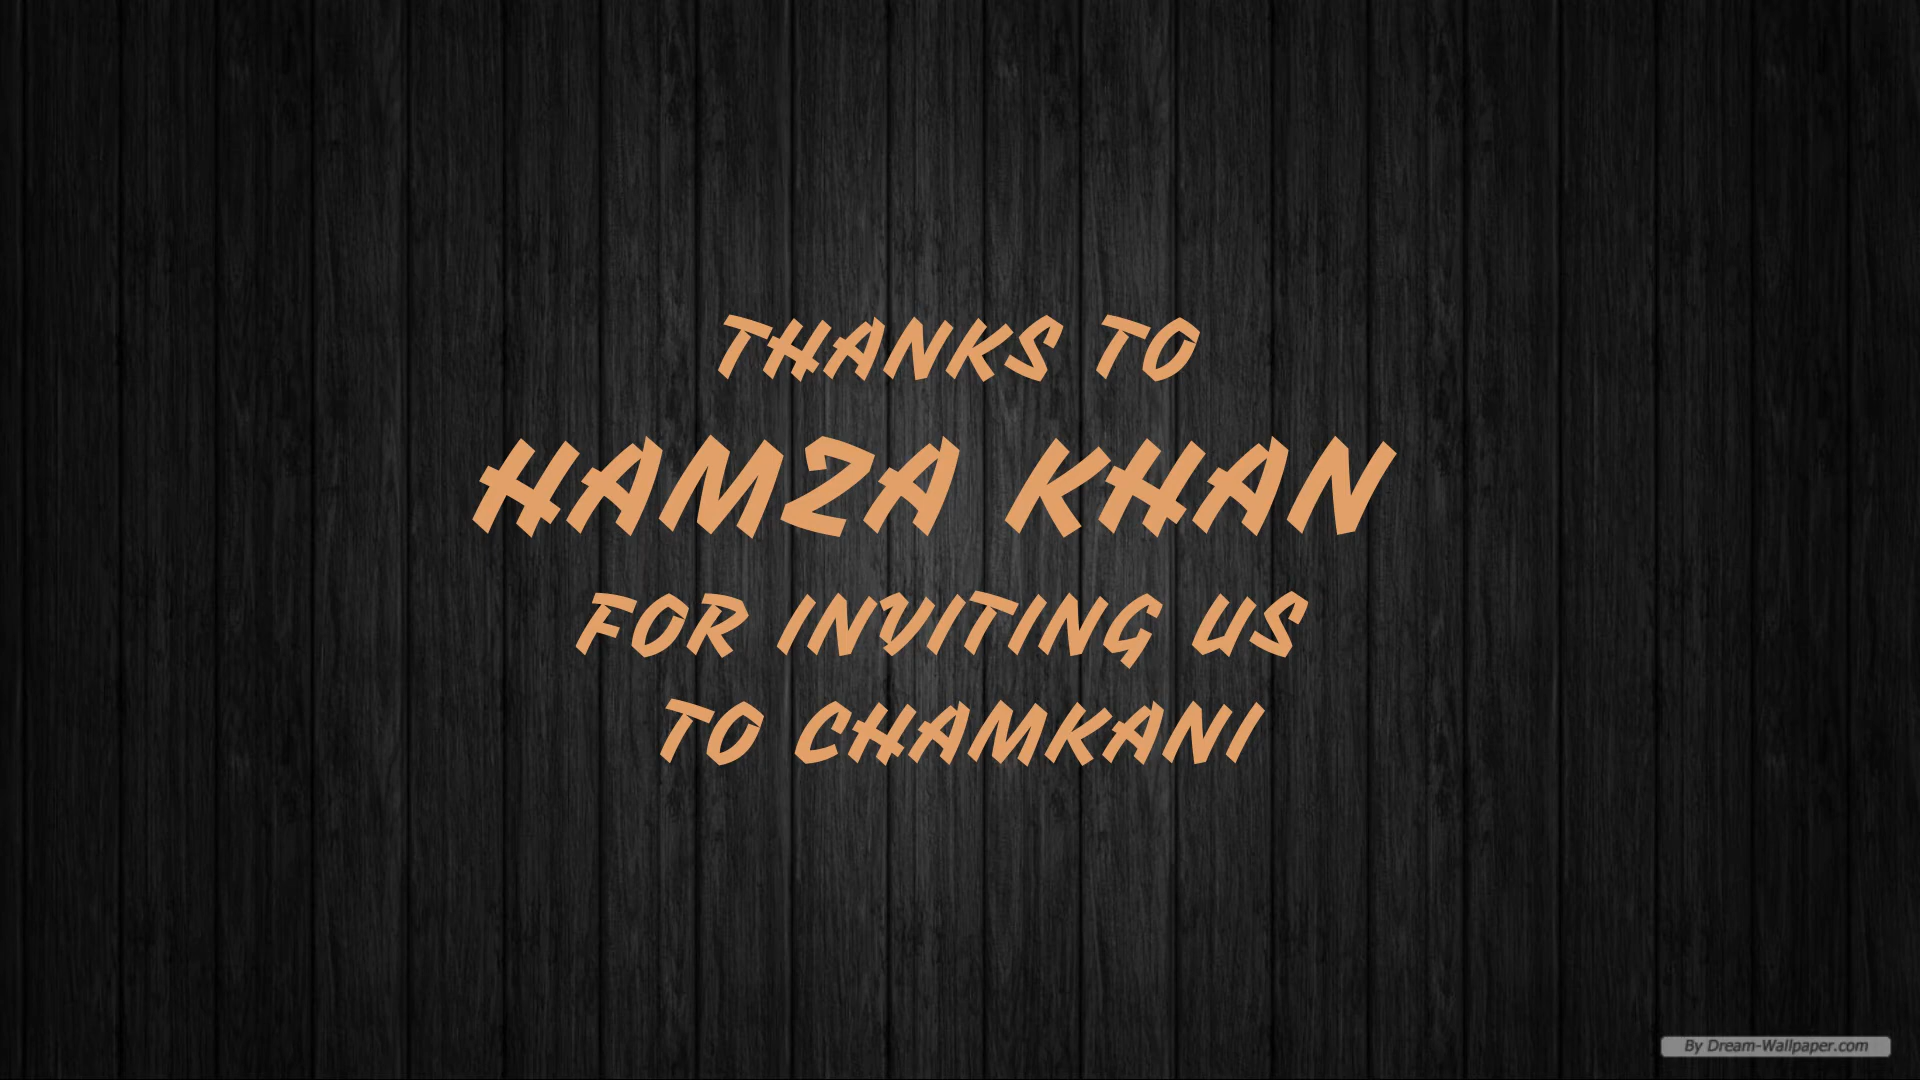 THANKS TO
HAMZA KHAN
FOR INVITING US
TO CHAMKANI
By Dream-Wallpaper.com